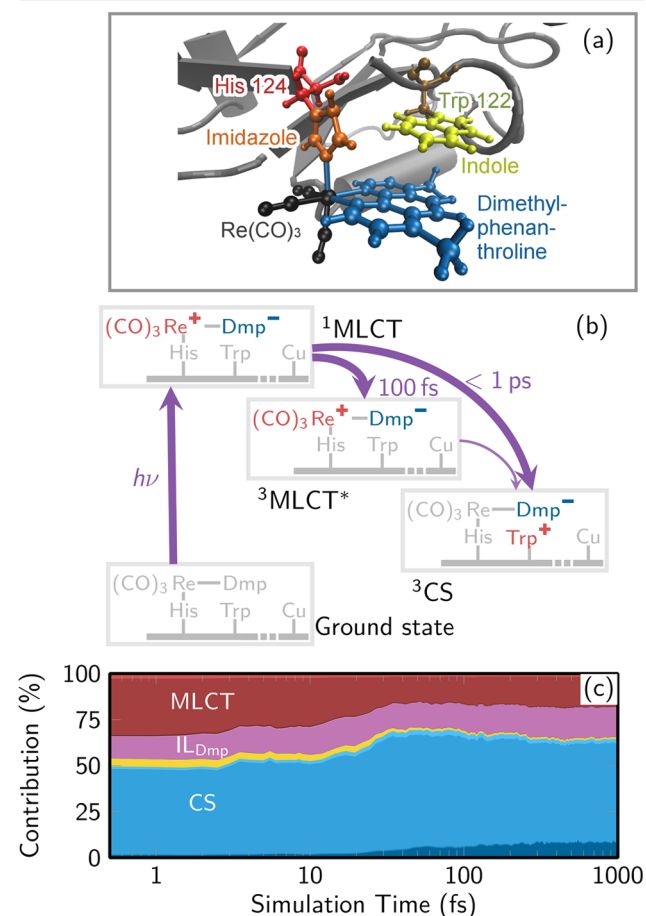 (a)
His 124
Trp 122
Imidazole
Indole
Re(CO)₃
Dimethyl-
phenan-
throline
(b)
(CO)₃Re⁺—Dmp⁻
His Trp Cu
¹MLCT
100 fs
< 1 ps
(CO)₃Re⁺—Dmp⁻
His Trp Cu
³MLCT*
hν
(CO)₃Re—Dmp⁻
His Trp⁺ Cu
³CS
(CO)₃Re—Dmp
His Trp Cu
Ground state
(c)
Contribution (%)
100
75
50
25
0
MLCT
IL_Dmp
CS
1 10 100 1000
Simulation Time (fs)